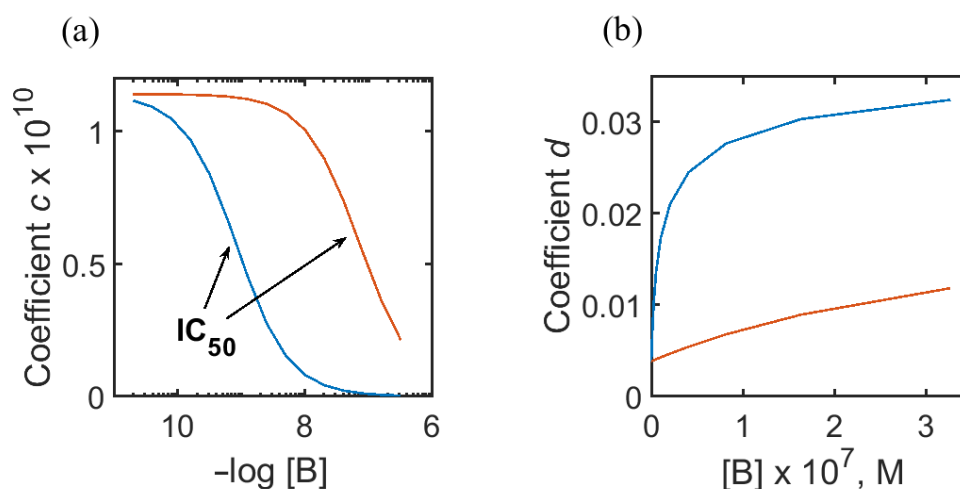 (a)
Coefficient c x 10^10
1
0.5
0
IC50
10 8 6
–log [B]
(b)
Coefficient d
0.03
0.02
0.01
0
0 1 2 3
[B] x 10^7, M